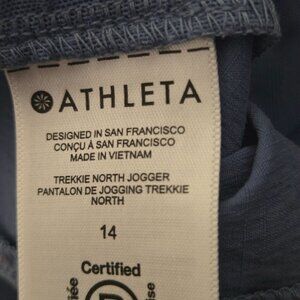 ATHLETA
DESIGNED IN SAN FRANCISCO
CONÇU À SAN FRANCISCO
MADE IN VIETNAM
TREKKIE NORTH JOGGER
PANTALON DE JOGGING TREKKIE
NORTH
14
Certified